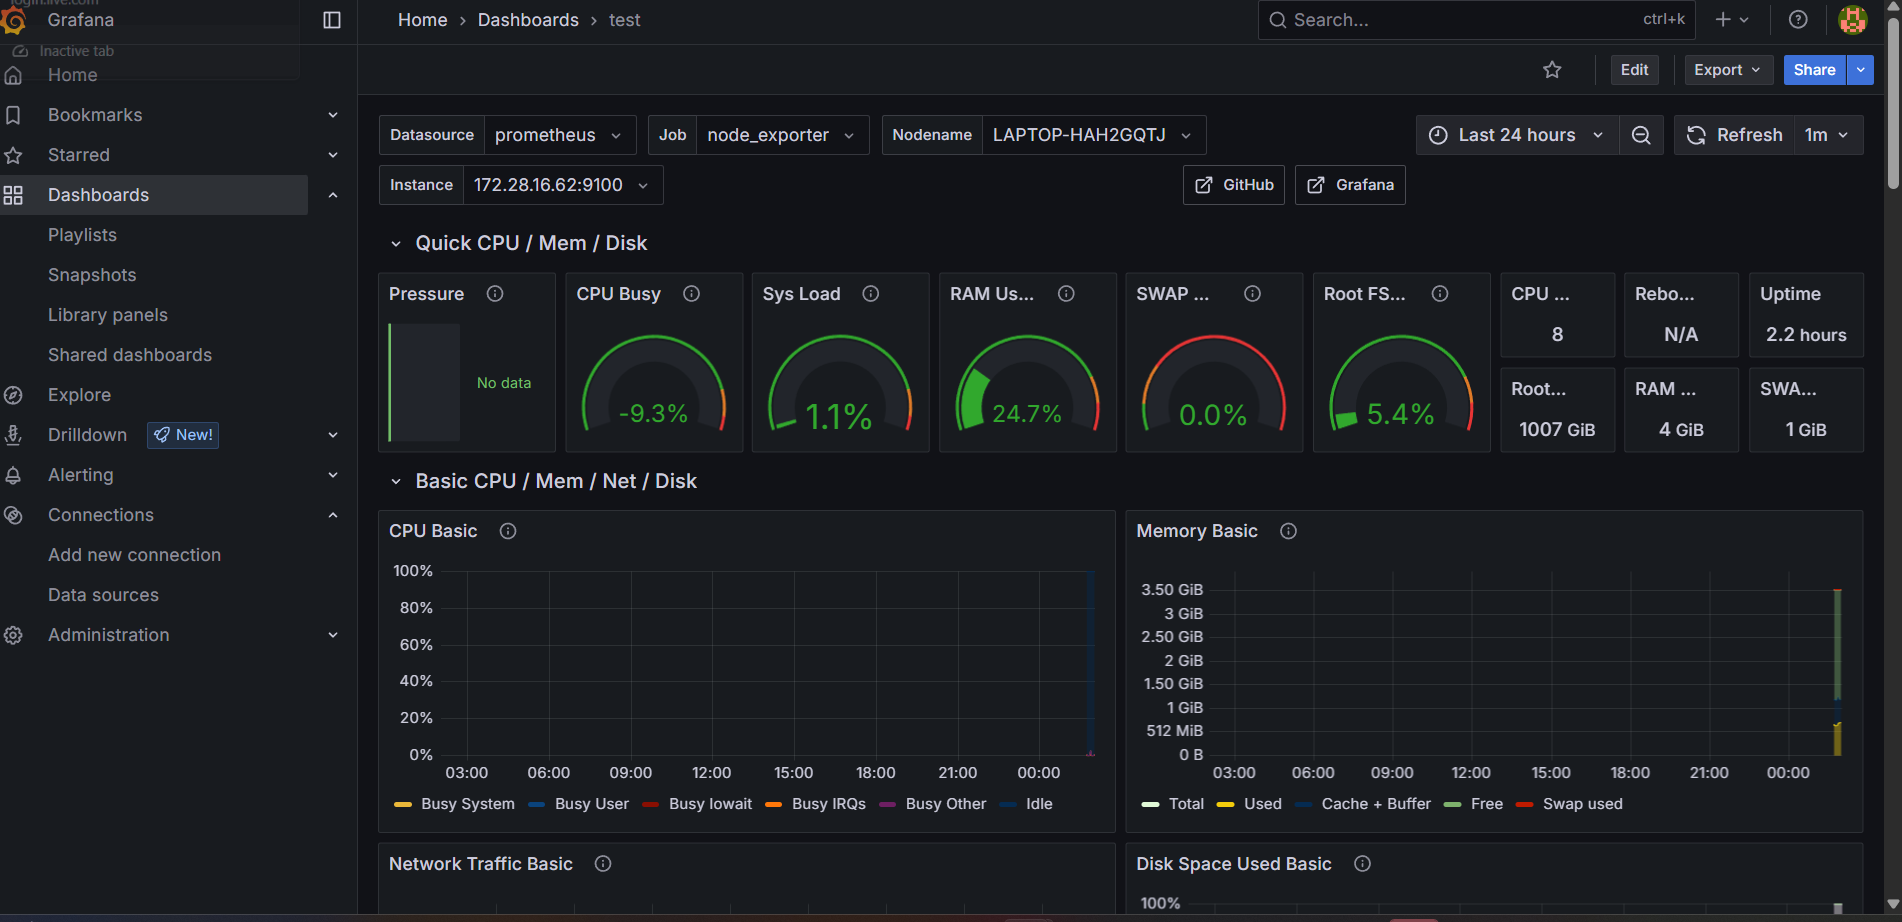 login.live.com
Grafana
Inactive tab
Home
Bookmarks
Starred
Dashboards
Playlists
Snapshots
Library panels
Shared dashboards
Explore
Drilldown New!
Alerting
Connections
Add new connection
Data sources
Administration
Home > Dashboards > test
Search... ctrl+k
Edit Export Share
Datasource prometheus Job node_exporter Nodename LAPTOP-HAH2GQTJ Last 24 hours Refresh 1m
Instance 172.28.16.62:9100 GitHub Grafana
Quick CPU / Mem / Disk
Pressure
No data
CPU Busy
-9.3%
Sys Load
1.1%
RAM Us...
24.7%
SWAP ...
0.0%
Root FS...
5.4%
CPU ...
8
Rebo...
N/A
Uptime
2.2 hours
Root...
1007 GiB
RAM ...
4 GiB
SWA...
1 GiB
Basic CPU / Mem / Net / Disk
CPU Basic
100%
80%
60%
40%
20%
0%
03:00 06:00 09:00 12:00 15:00 18:00 21:00 00:00
Busy System Busy User Busy Iowait Busy IRQs Busy Other Idle
Memory Basic
3.50 GiB
3 GiB
2.50 GiB
2 GiB
1.50 GiB
1 GiB
512 MiB
0 B
03:00 06:00 09:00 12:00 15:00 18:00 21:00 00:00
Total Used Cache + Buffer Free Swap used
Network Traffic Basic
Disk Space Used Basic
100%